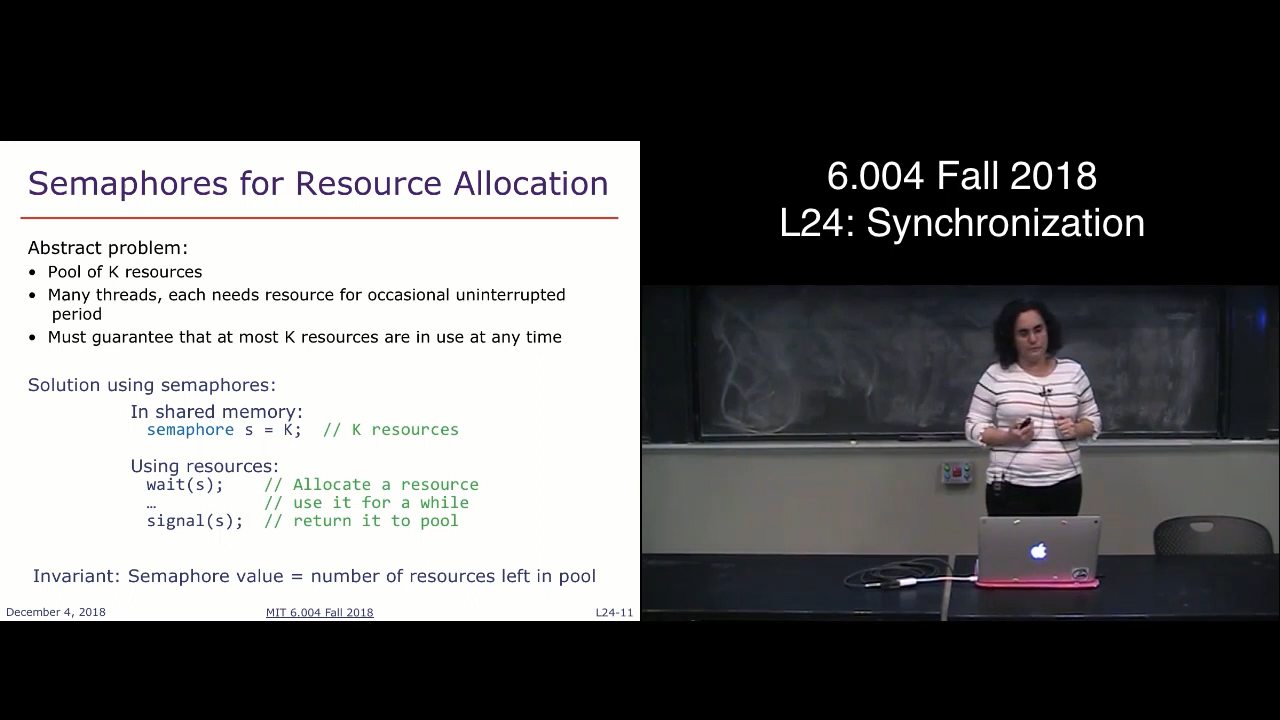 Semaphores for Resource Allocation
Abstract problem:
• Pool of K resources
• Many threads, each needs resource for occasional uninterrupted
period
• Must guarantee that at most K resources are in use at any time
Solution using semaphores:
In shared memory:
semaphore s = K; // K resources
Using resources:
wait(s); // Allocate a resource
… // use it for a while
signal(s); // return it to pool
Invariant: Semaphore value = number of resources left in pool
December 4, 2018
MIT 6.004 Fall 2018
L24-11
6.004 Fall 2018
L24: Synchronization